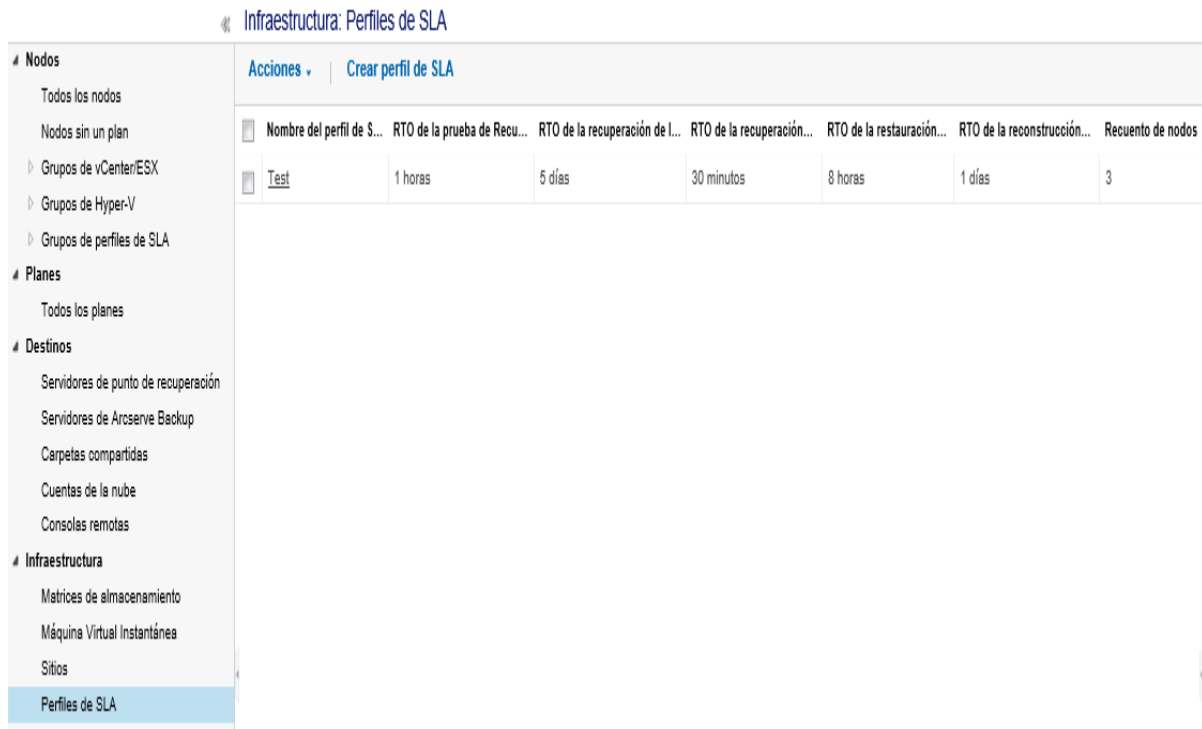 Infraestructura: Perfiles de SLA
Nodos
Todos los nodos
Nodos sin un plan
Grupos de vCenter/ESX
Grupos de Hyper-V
Grupos de perfiles de SLA
Planes
Todos los planes
Destinos
Servidores de punto de recuperación
Servidores de Arcserve Backup
Carpetas compartidas
Cuentas de la nube
Consolas remotas
Infraestructura
Matrices de almacenamiento
Máquina Virtual Instantánea
Sitios
Perfiles de SLA
Acciones Crear perfil de SLA
Nombre del perfil de S... RTO de la prueba de Recu... RTO de la recuperación de l... RTO de la recuperación... RTO de la restauración... RTO de la reconstrucción... Recuento de nodos
Test 1 horas 5 días 30 minutos 8 horas 1 días 3